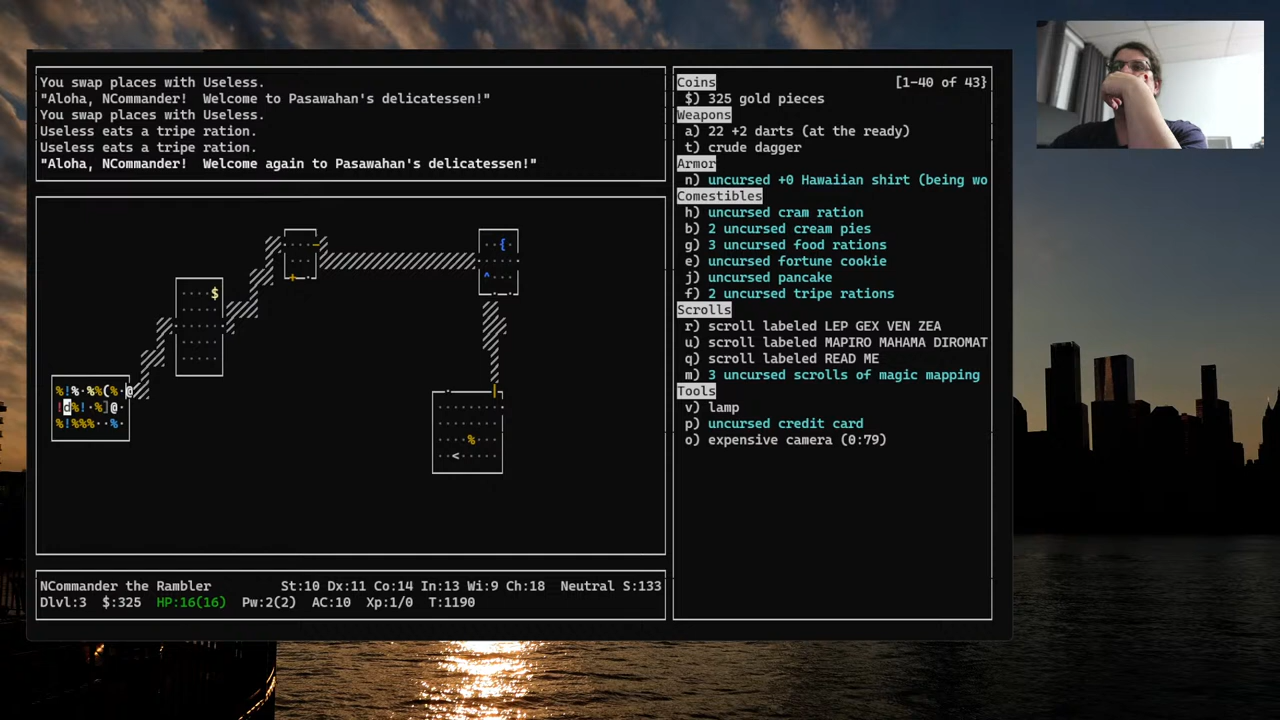 You swap places with Useless.
"Aloha, NCommander!  Welcome to Pasawahan's delicatessen!"
You swap places with Useless.
Useless eats a tripe ration.
Useless eats a tripe ration.
"Aloha, NCommander!  Welcome again to Pasawahan's delicatessen!"
NCommander the Rambler St:10 Dx:11 Co:14 In:13 Wi:9 Ch:18 Neutral S:133
Dlvl:3 $:325 HP:16(16) Pw:2(2) AC:10 Xp:1/0 T:1190
Coins [1-40 of 43}
$) 325 gold pieces
Weapons
a) 22 +2 darts (at the ready)
t) crude dagger
Armor
n) uncursed +0 Hawaiian shirt (being wo
Comestibles
h) uncursed cram ration
b) 2 uncursed cream pies
g) 3 uncursed food rations
e) uncursed fortune cookie
j) uncursed pancake
f) 2 uncursed tripe rations
Scrolls
r) scroll labeled LEP GEX VEN ZEA
u) scroll labeled MAPIRO MAHAMA DIROMAT
q) scroll labeled READ ME
m) 3 uncursed scrolls of magic mapping
Tools
v) lamp
p) uncursed credit card
o) expensive camera (0:79)